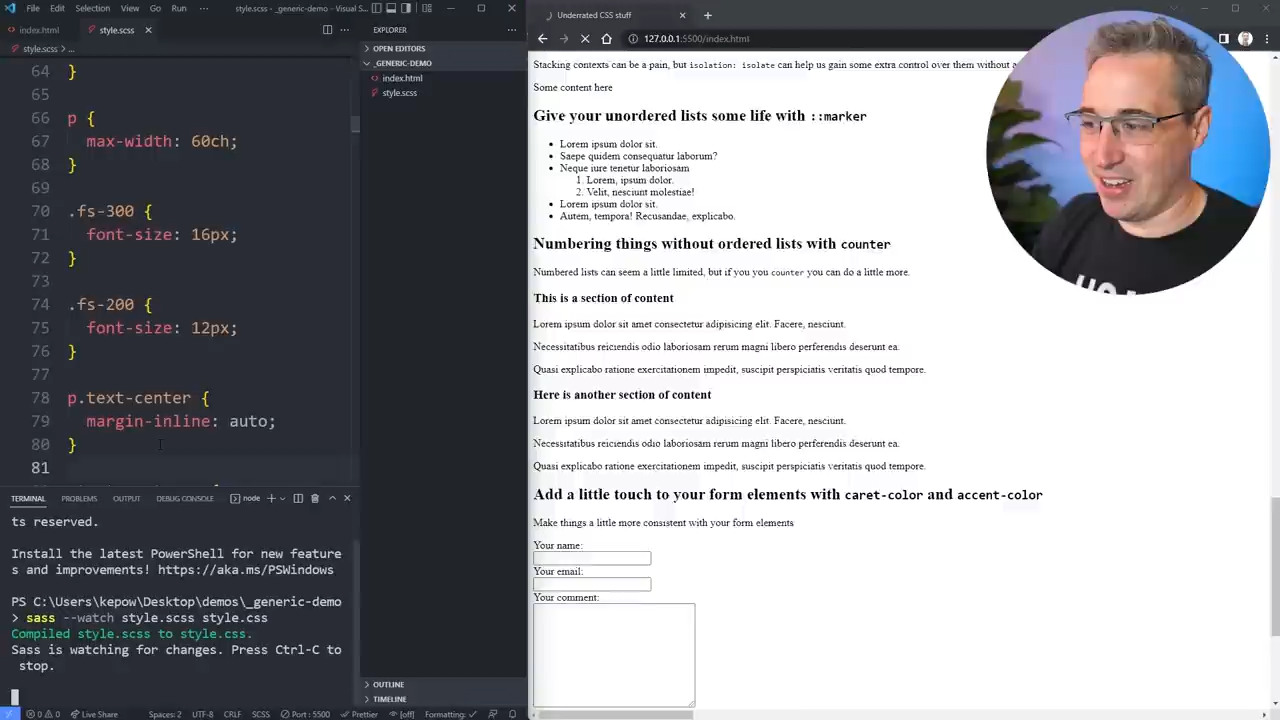 File Edit Selection View Go Run ··· style.scss - _generic-demo - Visual S...
index.html
style.scss
style.scss > ...
64 }
65
66 p {
67 max-width: 60ch;
68 }
69
70 .fs-300 {
71 font-size: 16px;
72 }
73
74 .fs-200 {
75 font-size: 12px;
76 }
77
78 p.text-center {
79 margin-inline: auto;
80 }
81
TERMINAL PROBLEMS OUTPUT DEBUG CONSOLE node
ts reserved.
Install the latest PowerShell for new feature
s and improvements! https://aka.ms/PSWindows
PS C:\Users\kepow\Desktop\demos\_generic-demo
> sass --watch style.scss style.css
Compiled style.scss to style.css.
Sass is watching for changes. Press Ctrl-C to
stop.
EXPLORER
OPEN EDITORS
_GENERIC-DEMO
index.html
style.scss
OUTLINE
TIMELINE
0 0 Live Share Spaces: 2 UTF-8 CRLF SCSS Port : 5500 Prettier [off] Formatting:
Underrated CSS stuff
127.0.0.1:5500/index.html
Stacking contexts can be a pain, but isolation: isolate can help us gain some extra control over them without a
Some content here
Give your unordered lists some life with ::marker
• Lorem ipsum dolor sit.
• Saepe quidem consequatur laborum?
• Neque iure tenetur laboriosam
1. Lorem, ipsum dolor.
2. Velit, nesciunt molestiae!
• Lorem ipsum dolor sit.
• Autem, tempora! Recusandae, explicabo.
Numbering things without ordered lists with counter
Numbered lists can seem a little limited, but if you you counter you can do a little more.
This is a section of content
Lorem ipsum dolor sit amet consectetur adipisicing elit. Facere, nesciunt.
Necessitatibus reiciendis odio laboriosam rerum magni libero perferendis deserunt ea.
Quasi explicabo ratione exercitationem impedit, suscipit perspiciatis veritatis quod tempore.
Here is another section of content
Lorem ipsum dolor sit amet consectetur adipisicing elit. Facere, nesciunt.
Necessitatibus reiciendis odio laboriosam rerum magni libero perferendis deserunt ea.
Quasi explicabo ratione exercitationem impedit, suscipit perspiciatis veritatis quod tempore.
Add a little touch to your form elements with caret-color and accent-color
Make things a little more consistent with your form elements
Your name:
Your email:
Your comment: